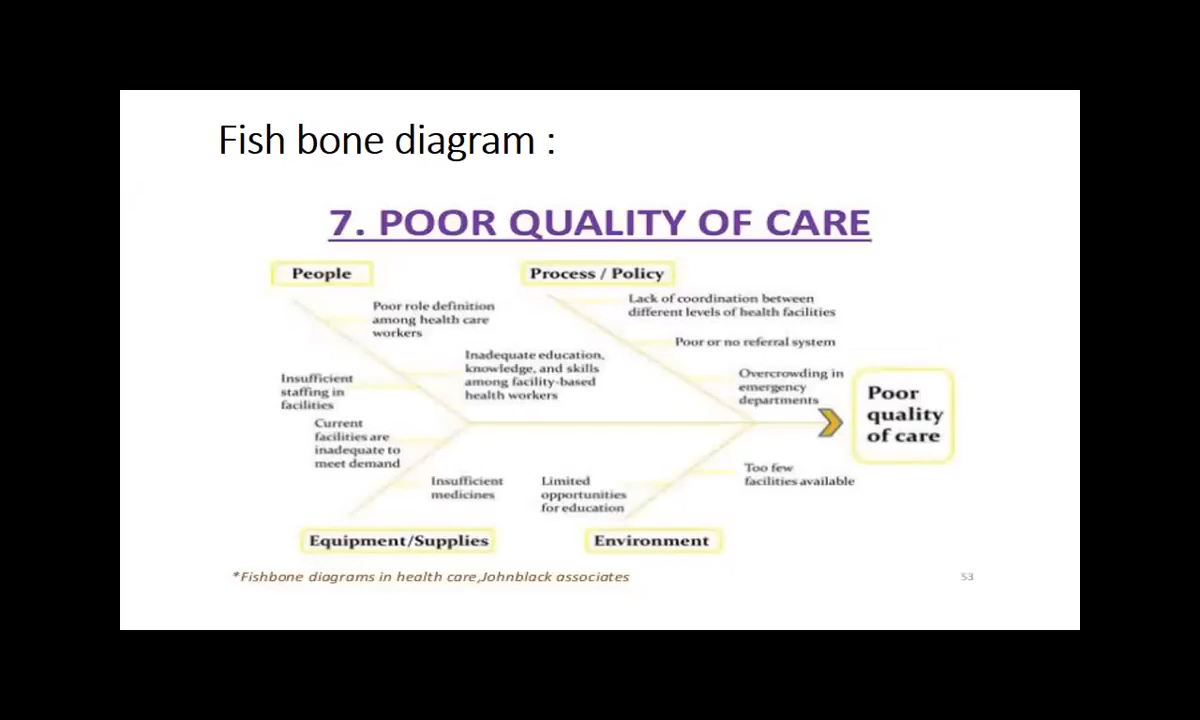 Fish bone diagram :
7. POOR QUALITY OF CARE
People
Process / Policy
Poor role definition
among health care
workers
Inadequate education,
knowledge, and skills
among facility-based
health workers
Insufficient
staffing in
facilities
Lack of coordination between
different levels of health facilities
Poor or no referral system
Overcrowding in
emergency
departments
Poor
quality
of care
Current
facilities are
inadequate to
meet demand
Insufficient
medicines
Limited
opportunities
for education
Too few
facilities available
Equipment/Supplies
Environment
*Fishbone diagrams in health care,Johnblack associates
53